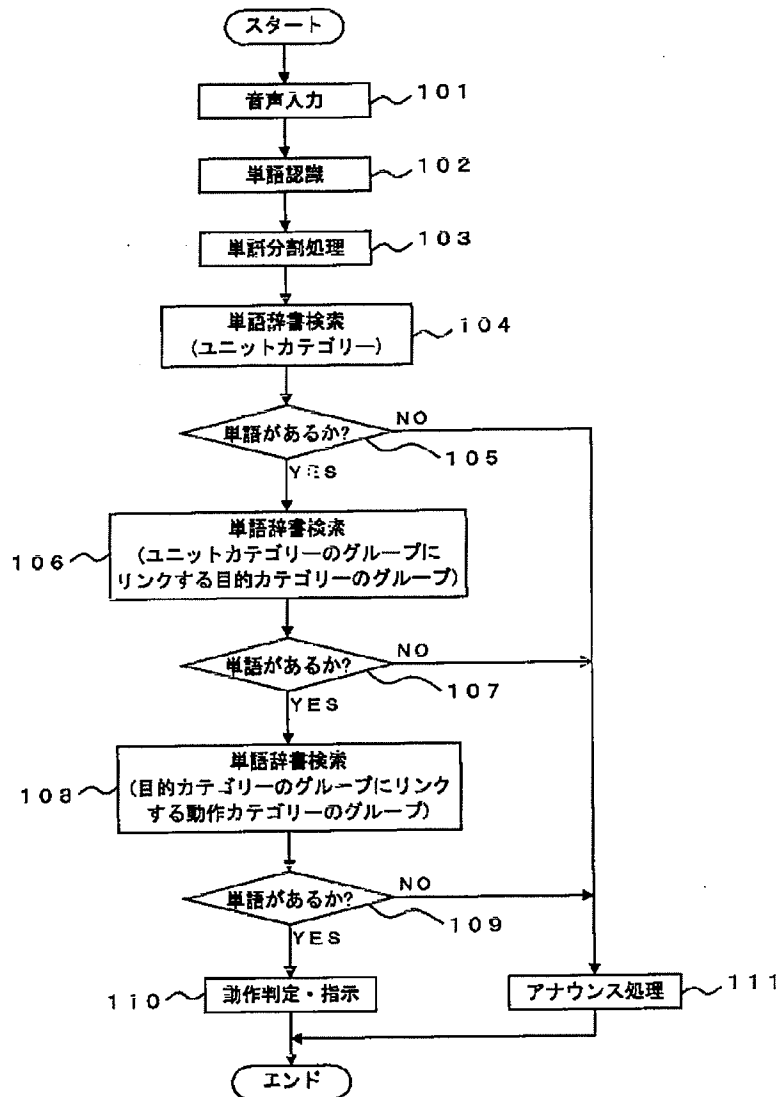 スタート
音声入力
101
単語認識
102
単語分割処理
103
単語辞書検索
(ユニットカテゴリー)
104
単語があるか?
NO
105
YES
単語辞書検索
(ユニットカテゴリーのグループに
リンクする目的カテゴリーのグループ)
106
単語があるか?
NO
107
YES
単語辞書検索
(目的カテゴリーのグループにリンク
する動作カテゴリーのグループ)
108
単語があるか?
NO
109
YES
110
動作判定・指示
アナウンス処理
111
エンド